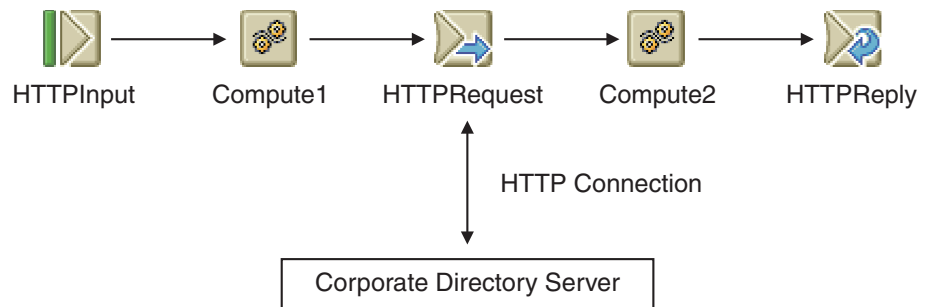 HTTPInput
Compute1
HTTPRequest
Compute2
HTTPReply
HTTP Connection
Corporate Directory Server